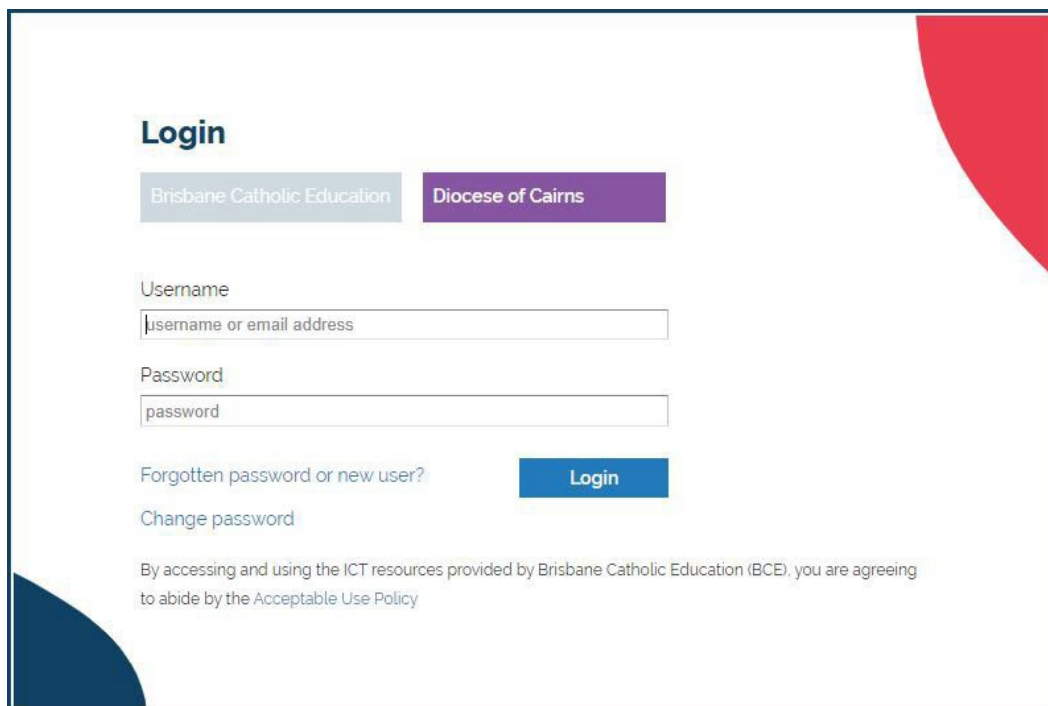 Login
Brisbane Catholic Education Diocese of Cairns
Username
username or email address
Password
password
Forgotten password or new user? Login
Change password
By accessing and using the ICT resources provided by Brisbane Catholic Education (BCE), you are agreeing
to abide by the Acceptable Use Policy